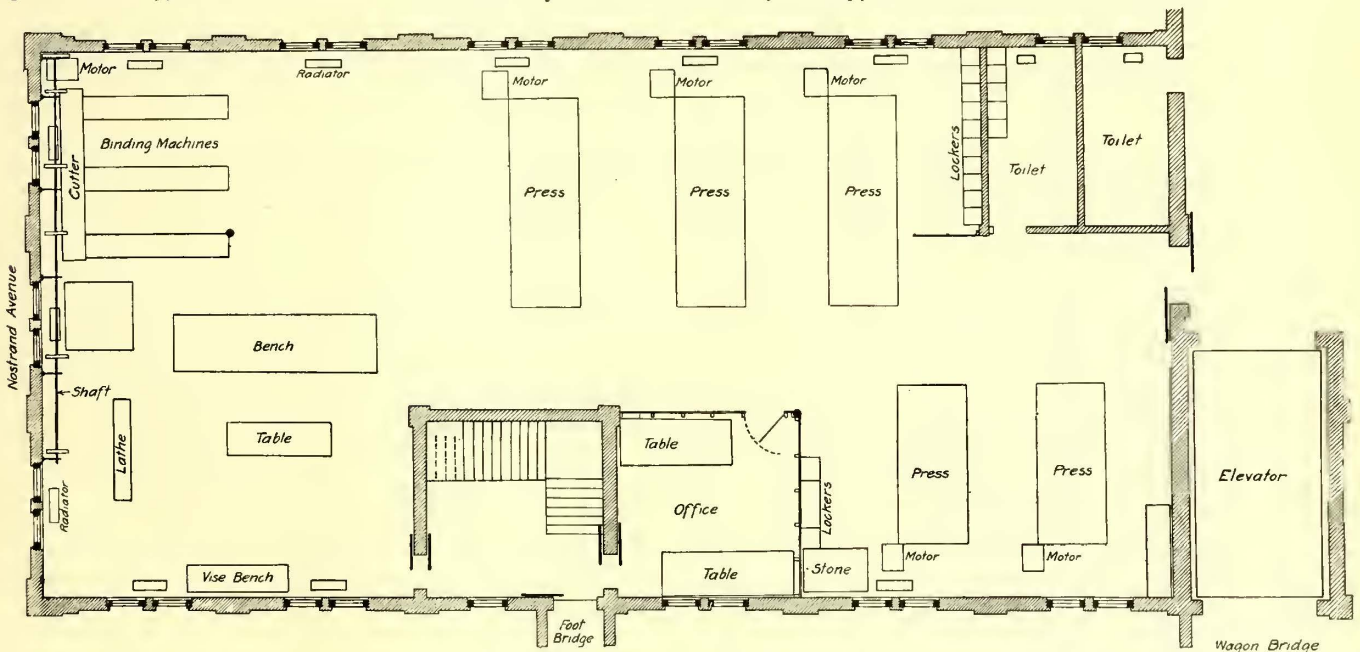 Motor
Radiator
Motor
Motor
Motor
Binding Machines
Cutter
Press
Press
Press
Lockers
Toilet
Toilet
Nostrand Avenue
Shaft
Bench
Lathe
Table
Radiator
Vise Bench
Table
Office
Lockers
Table
Stone
Press
Press
Motor
Motor
Elevator
Foot
Bridge
Wagon Bridge